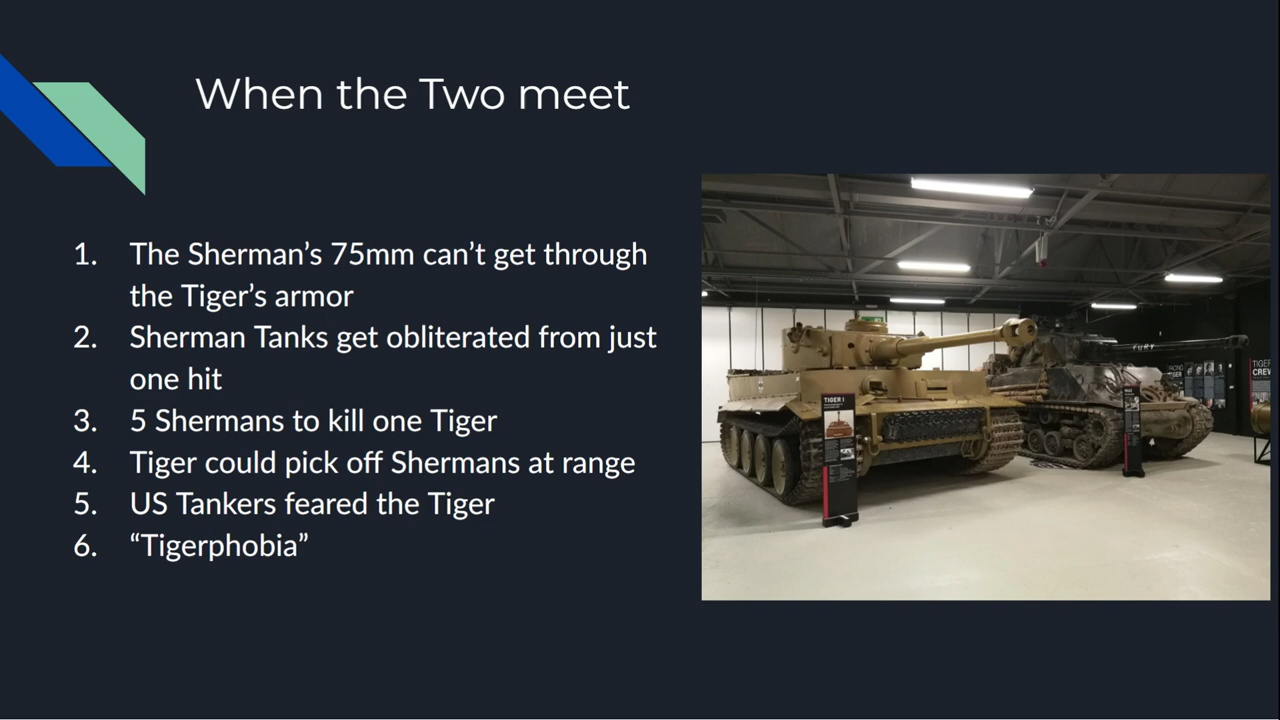 When the Two meet
1. The Sherman’s 75mm can’t get through
the Tiger’s armor
2. Sherman Tanks get obliterated from just
one hit
3. 5 Shermans to kill one Tiger
4. Tiger could pick off Shermans at range
5. US Tankers feared the Tiger
6. “Tigerphobia”
FURY
TIGER I
TIGER
CREW